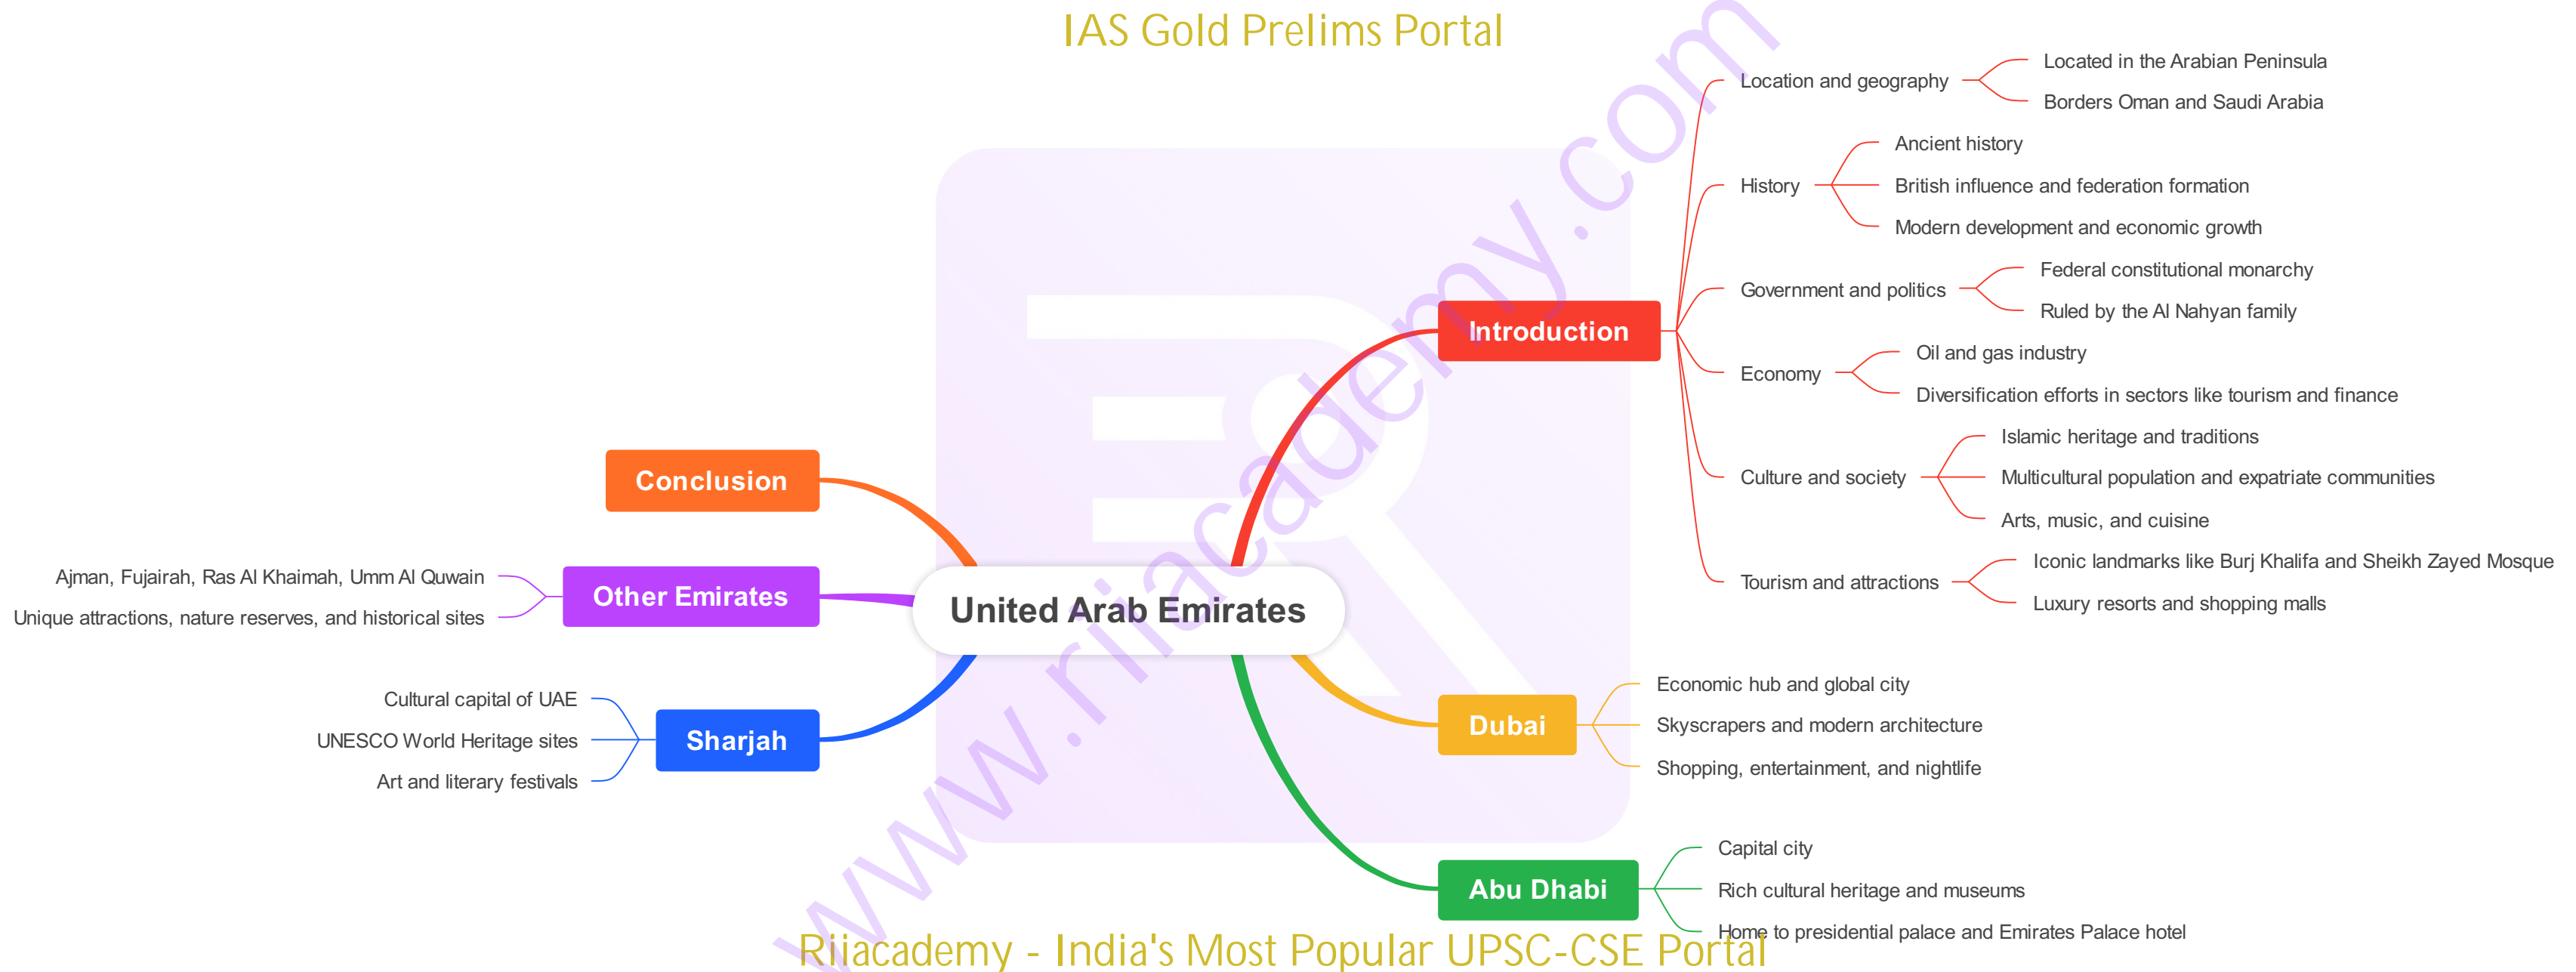 IAS Gold Prelims Portal
United Arab Emirates
Introduction
Location and geography
Located in the Arabian Peninsula
Borders Oman and Saudi Arabia
History
Ancient history
British influence and federation formation
Modern development and economic growth
Government and politics
Federal constitutional monarchy
Ruled by the Al Nahyan family
Economy
Oil and gas industry
Diversification efforts in sectors like tourism and finance
Culture and society
Islamic heritage and traditions
Multicultural population and expatriate communities
Arts, music, and cuisine
Tourism and attractions
Iconic landmarks like Burj Khalifa and Sheikh Zayed Mosque
Luxury resorts and shopping malls
Dubai
Economic hub and global city
Skyscrapers and modern architecture
Shopping, entertainment, and nightlife
Abu Dhabi
Capital city
Rich cultural heritage and museums
Home to presidential palace and Emirates Palace hotel
Sharjah
Cultural capital of UAE
UNESCO World Heritage sites
Art and literary festivals
Other Emirates
Ajman, Fujairah, Ras Al Khaimah, Umm Al Quwain
Unique attractions, nature reserves, and historical sites
Conclusion
www.riiacademy.com
Riiacademy - India's Most Popular UPSC-CSE Portal